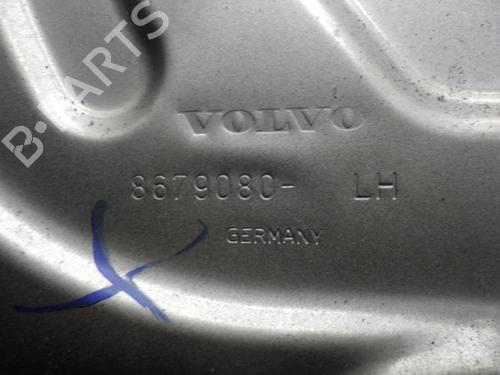 B-PARTS
VOLVO
8679080- LH
GERMANY